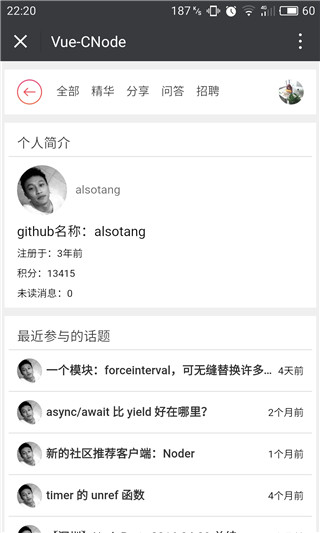 22:20 187 K/s 60
Vue-CNode
全部 精华 分享 问答 招聘
个人简介
alsotang
github名称：alsotang
注册于：3年前
积分：13415
未读消息：0
最近参与的话题
一个模块：forceinterval，可无缝替换许多... 4天前
async/await 比 yield 好在哪里？ 2个月前
新的社区推荐客户端：Noder 1个月前
timer 的 unref 函数 4个月前